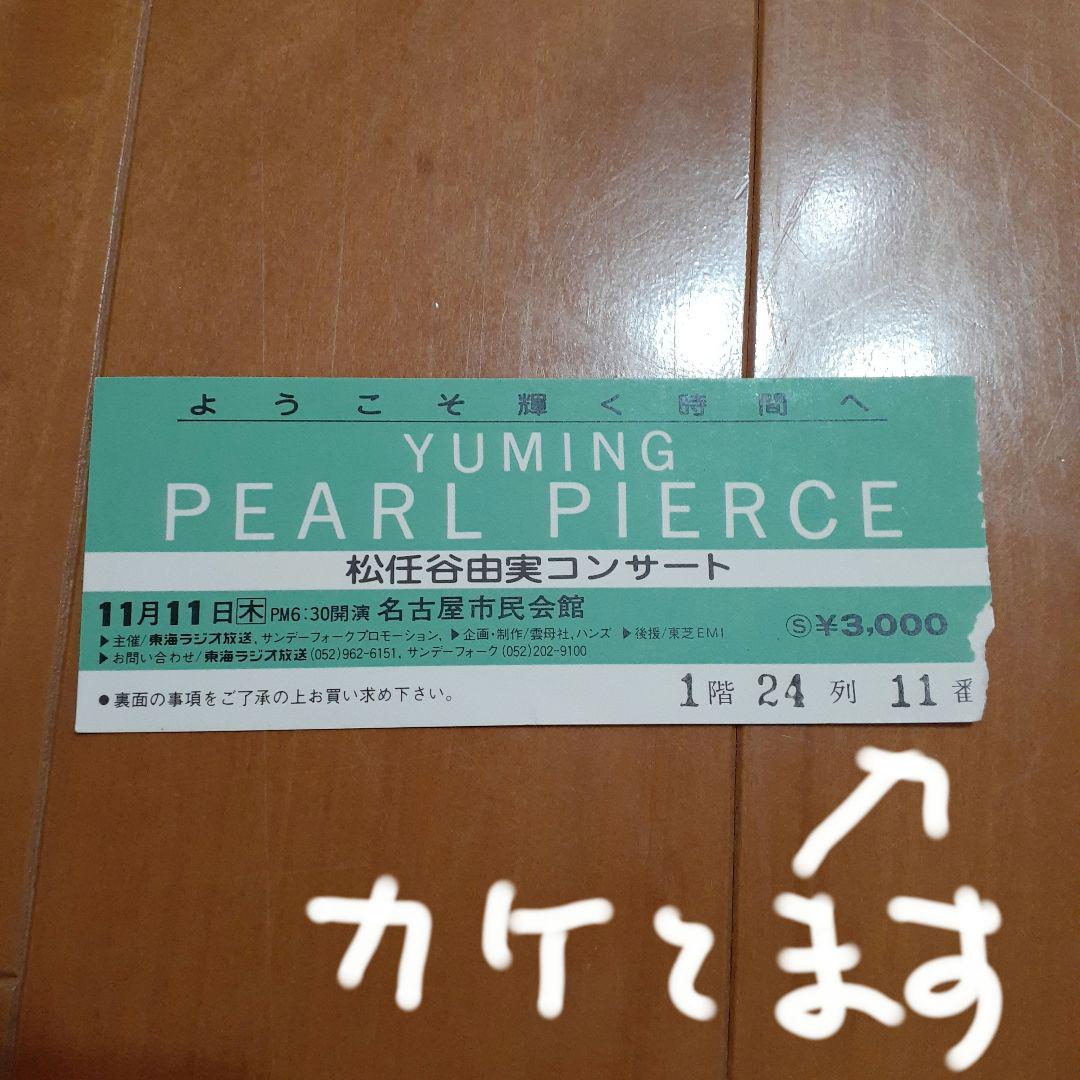 ようこそ輝く時間へ
YUMING
PEARL PIERCE
松任谷由実コンサート
11月11日木 PM6:30開演 名古屋市民会館
▶主催/東海ラジオ放送, サンデーフォークプロモーション, ▶企画・制作/雲母社, ハンズ ▶後援/東芝EMI
Ⓢ¥3,000
▶お問い合わせ/東海ラジオ放送(052)962-6151, サンデーフォーク(052)202-9100
●裏面の事項をご了承の上お買い求め下さい。
1階 24列 11番
カケてます